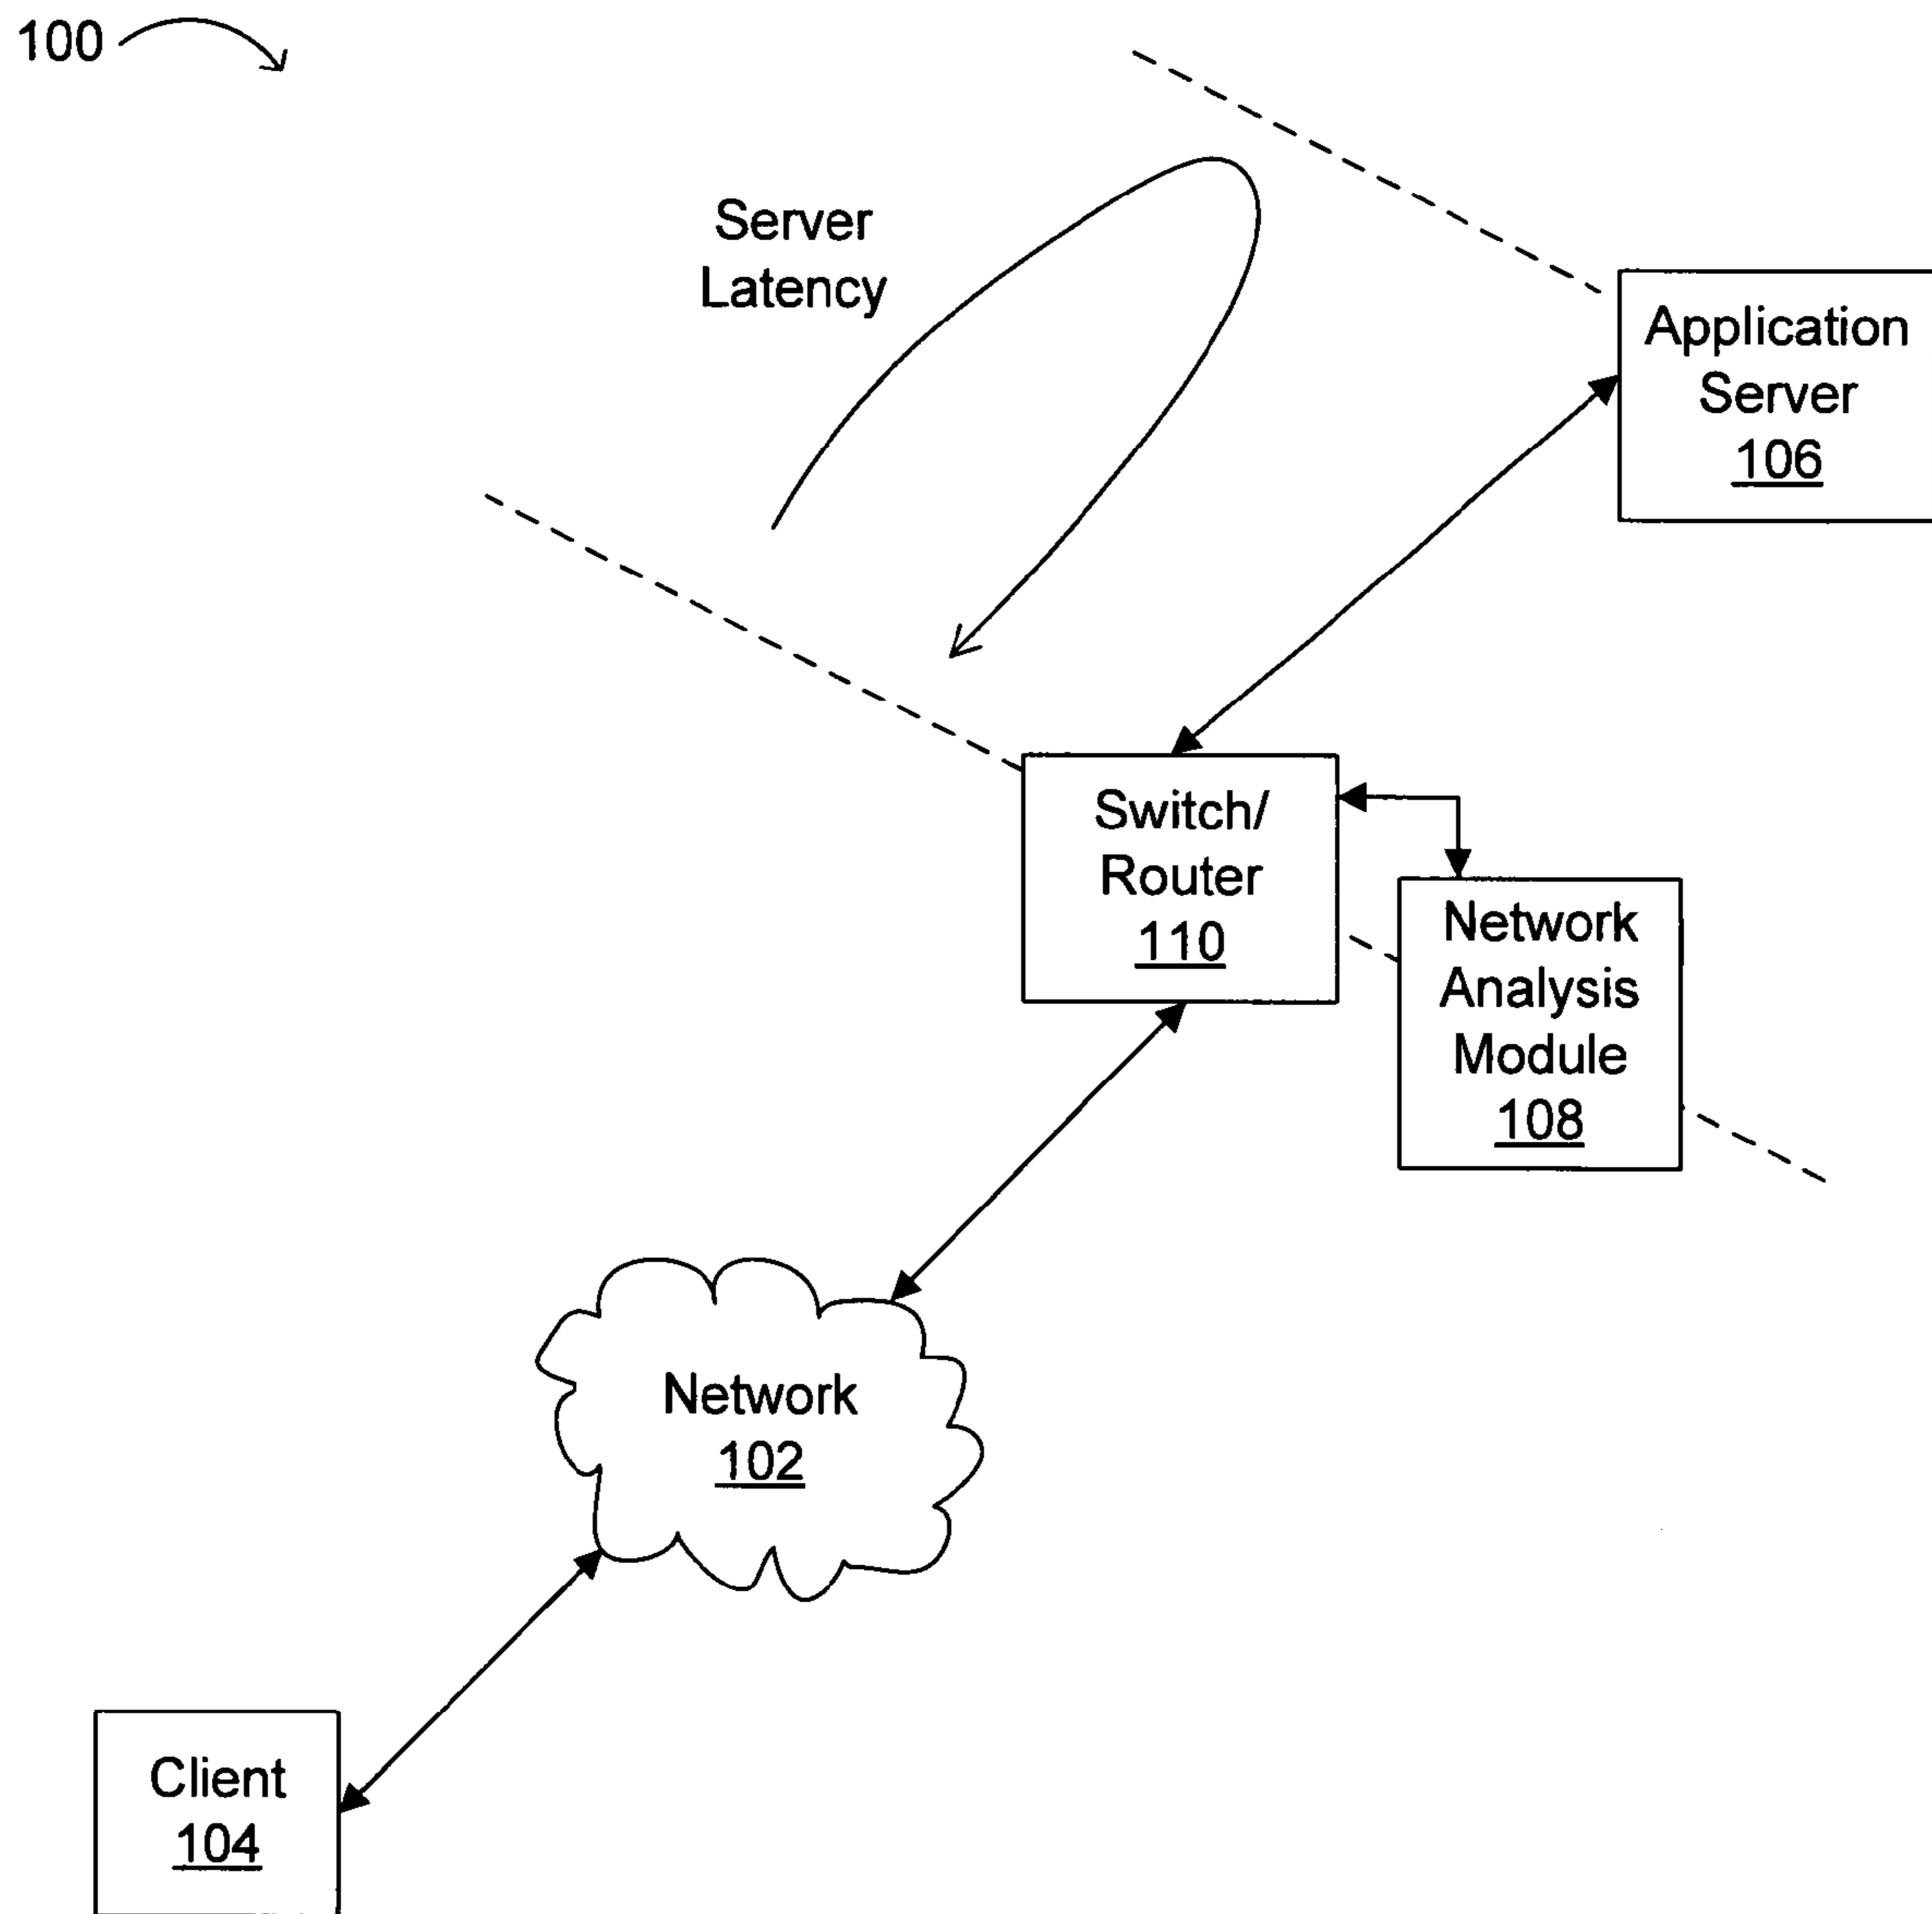 100
Server
Latency
Application
Server
106
Switch/
Router
110
Network
Analysis
Module
108
Network
102
Client
104